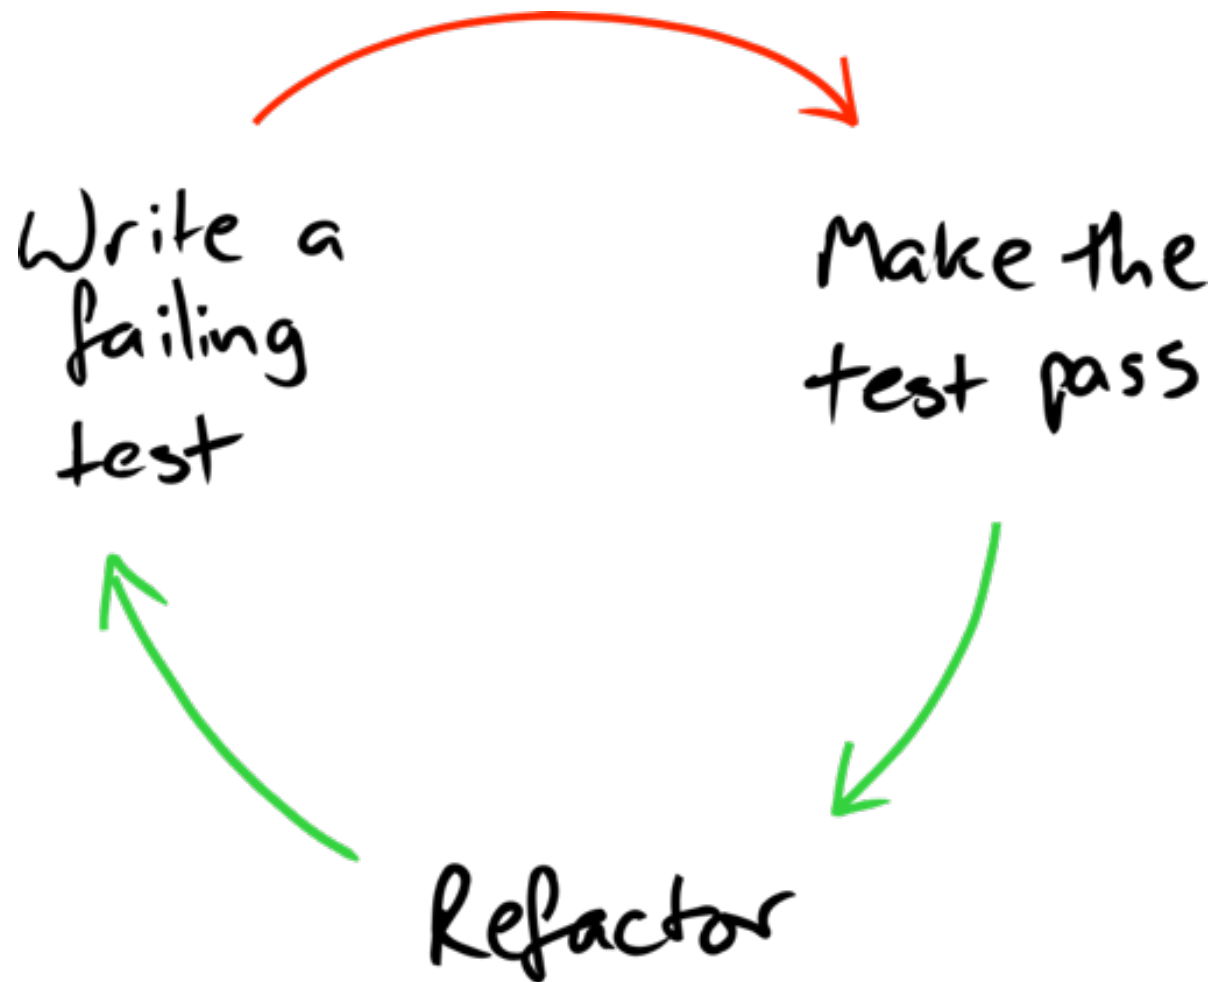 Write a
failing
test
Make the
test pass
Refactor